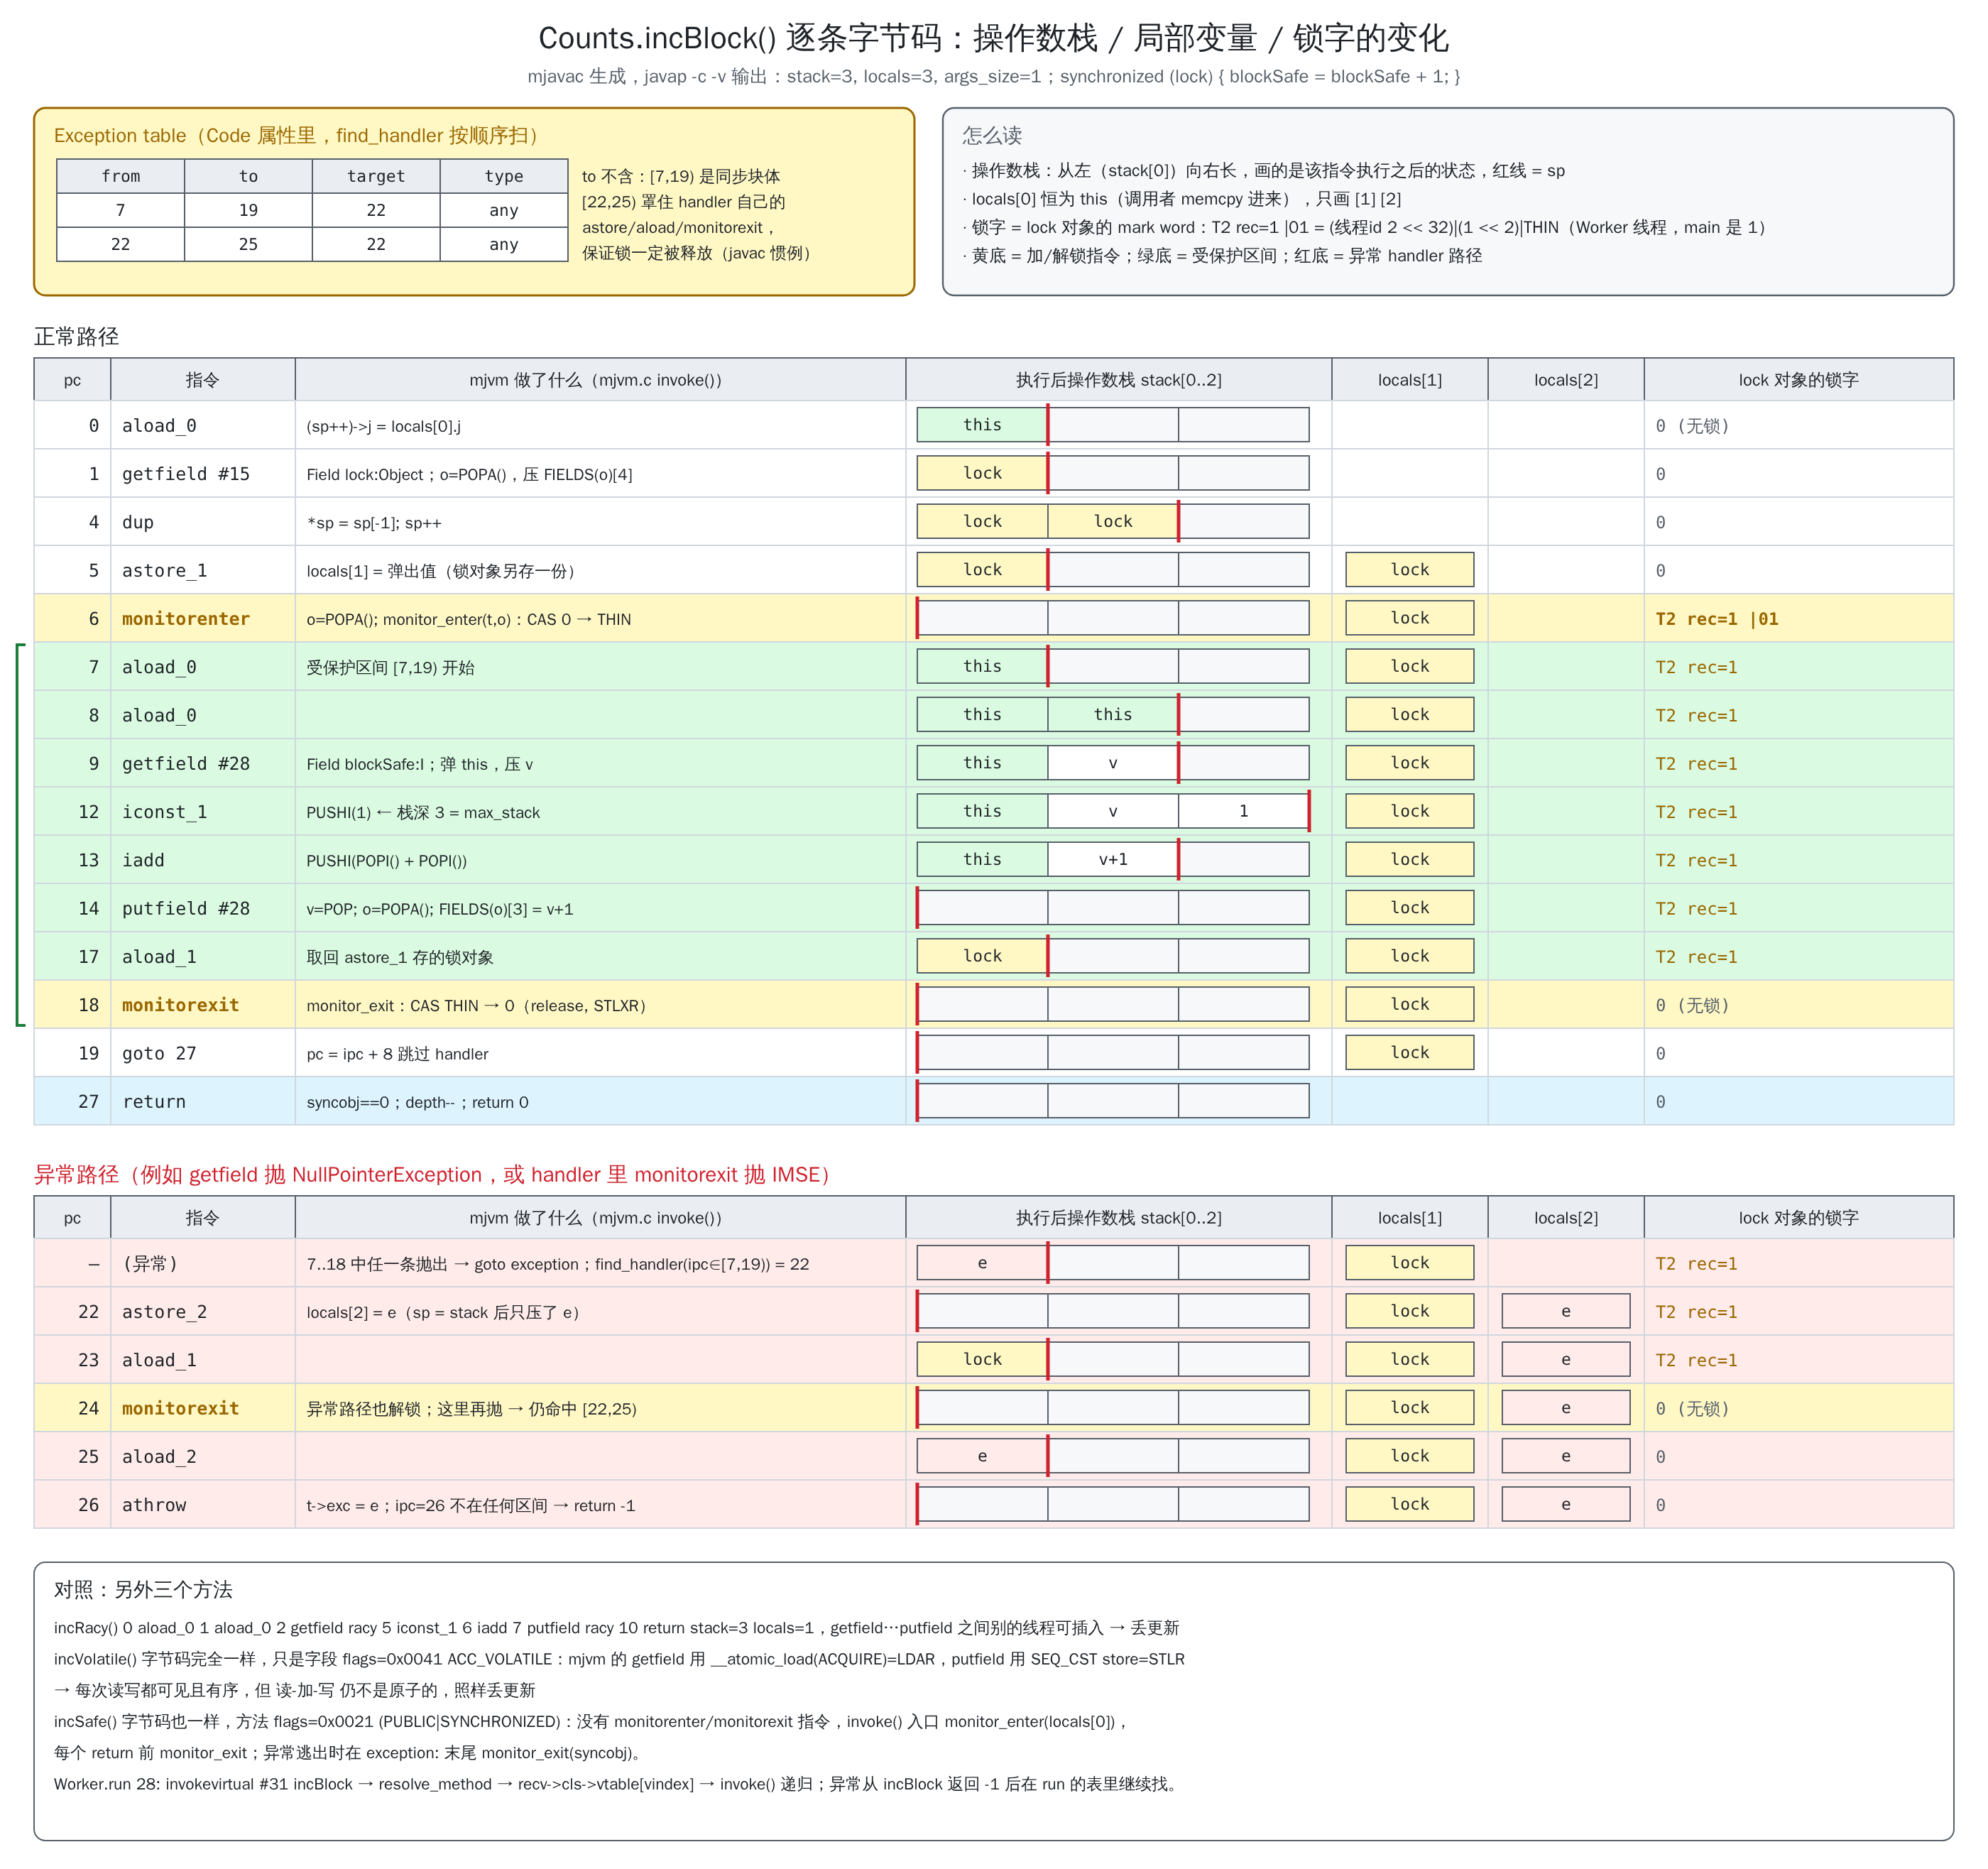 Counts.incBlock() 逐条字节码：操作数栈 / 局部变量 / 锁字的变化
mjavac 生成，javap -c -v 输出：stack=3, locals=3, args_size=1；synchronized (lock) { blockSafe = blockSafe + 1; }
Exception table（Code 属性里，find_handler 按顺序扫）
from to target type
7 19 22 any
22 25 22 any
to 不含：[7,19) 是同步块体
[22,25) 罩住 handler 自己的
astore/aload/monitorexit，
保证锁一定被释放（javac 惯例）
怎么读
· 操作数栈：从左（stack[0]）向右长，画的是该指令执行之后的状态，红线 = sp
· locals[0] 恒为 this（调用者 memcpy 进来），只画 [1] [2]
· 锁字 = lock 对象的 mark word：T2 rec=1 |01 = (线程id 2 << 32)|(1 << 2)|THIN（Worker 线程，main 是 1）
· 黄底 = 加/解锁指令；绿底 = 受保护区间；红底 = 异常 handler 路径
正常路径
pc 指令 mjvm 做了什么（mjvm.c invoke()） 执行后操作数栈 stack[0..2] locals[1] locals[2] lock 对象的锁字
0 aload_0 (sp++)->j = locals[0].j this 0 (无锁)
1 getfield #15 Field lock:Object；o=POPA()，压 FIELDS(o)[4] lock 0
4 dup *sp = sp[-1]; sp++ lock lock 0
5 astore_1 locals[1] = 弹出值（锁对象另存一份） lock lock 0
6 monitorenter o=POPA(); monitor_enter(t,o)：CAS 0 → THIN lock T2 rec=1 |01
7 aload_0 受保护区间 [7,19) 开始 this lock T2 rec=1
8 aload_0 this this lock T2 rec=1
9 getfield #28 Field blockSafe:I；弹 this，压 v this v lock T2 rec=1
12 iconst_1 PUSHI(1) ← 栈深 3 = max_stack this v 1 lock T2 rec=1
13 iadd PUSHI(POPI() + POPI()) this v+1 lock T2 rec=1
14 putfield #28 v=POP; o=POPA(); FIELDS(o)[3] = v+1 lock T2 rec=1
17 aload_1 取回 astore_1 存的锁对象 lock lock T2 rec=1
18 monitorexit monitor_exit：CAS THIN → 0（release, STLXR） lock 0 (无锁)
19 goto 27 pc = ipc + 8 跳过 handler lock 0
27 return syncobj==0；depth--；return 0 0
异常路径（例如 getfield 抛 NullPointerException，或 handler 里 monitorexit 抛 IMSE）
pc 指令 mjvm 做了什么（mjvm.c invoke()） 执行后操作数栈 stack[0..2] locals[1] locals[2] lock 对象的锁字
— (异常) 7..18 中任一条抛出 → goto exception；find_handler(ipc∈[7,19)) = 22 e lock T2 rec=1
22 astore_2 locals[2] = e（sp = stack 后只压了 e） lock e T2 rec=1
23 aload_1 lock lock e T2 rec=1
24 monitorexit 异常路径也解锁；这里再抛 → 仍命中 [22,25) lock e 0 (无锁)
25 aload_2 e lock e 0
26 athrow t->exc = e；ipc=26 不在任何区间 → return -1 lock e 0
对照：另外三个方法
incRacy() 0 aload_0 1 aload_0 2 getfield racy 5 iconst_1 6 iadd 7 putfield racy 10 return stack=3 locals=1，getfield…putfield 之间别的线程可插入 → 丢更新
incVolatile() 字节码完全一样，只是字段 flags=0x0041 ACC_VOLATILE：mjvm 的 getfield 用 __atomic_load(ACQUIRE)=LDAR，putfield 用 SEQ_CST store=STLR
→ 每次读写都可见且有序，但 读-加-写 仍不是原子的，照样丢更新
incSafe() 字节码也一样，方法 flags=0x0021 (PUBLIC|SYNCHRONIZED)：没有 monitorenter/monitorexit 指令，invoke() 入口 monitor_enter(locals[0])，
每个 return 前 monitor_exit；异常逃出时在 exception: 末尾 monitor_exit(syncobj)。
Worker.run 28: invokevirtual #31 incBlock → resolve_method → recv->cls->vtable[vindex] → invoke() 递归；异常从 incBlock 返回 -1 后在 run 的表里继续找。